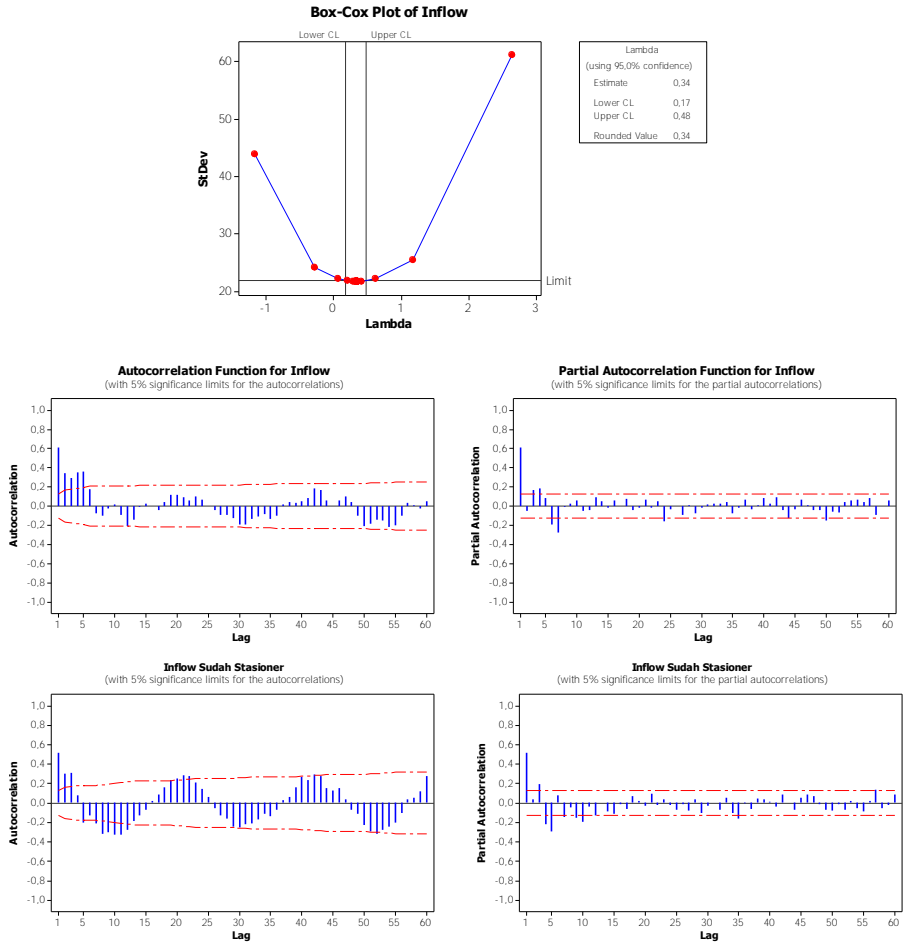 Box-Cox Plot of Inflow
Lower CL Upper CL
60
50
40
30
20
StDev
Limit
-1 0 1 2 3
Lambda
Lambda
(using 95,0% confidence)
Estimate 0,34
Lower CL 0,17
Upper CL 0,48
Rounded Value 0,34
Autocorrelation Function for Inflow
(with 5% significance limits for the autocorrelations)
1,0
0,8
0,6
0,4
0,2
0,0
-0,2
-0,4
-0,6
-0,8
-1,0
Autocorrelation
1 5 10 15 20 25 30 35 40 45 50 55 60
Lag
Partial Autocorrelation Function for Inflow
(with 5% significance limits for the partial autocorrelations)
1,0
0,8
0,6
0,4
0,2
0,0
-0,2
-0,4
-0,6
-0,8
-1,0
Partial Autocorrelation
1 5 10 15 20 25 30 35 40 45 50 55 60
Lag
Inflow Sudah Stasioner
(with 5% significance limits for the autocorrelations)
1,0
0,8
0,6
0,4
0,2
0,0
-0,2
-0,4
-0,6
-0,8
-1,0
Autocorrelation
1 5 10 15 20 25 30 35 40 45 50 55 60
Lag
Inflow Sudah Stasioner
(with 5% significance limits for the partial autocorrelations)
1,0
0,8
0,6
0,4
0,2
0,0
-0,2
-0,4
-0,6
-0,8
-1,0
Partial Autocorrelation
1 5 10 15 20 25 30 35 40 45 50 55 60
Lag